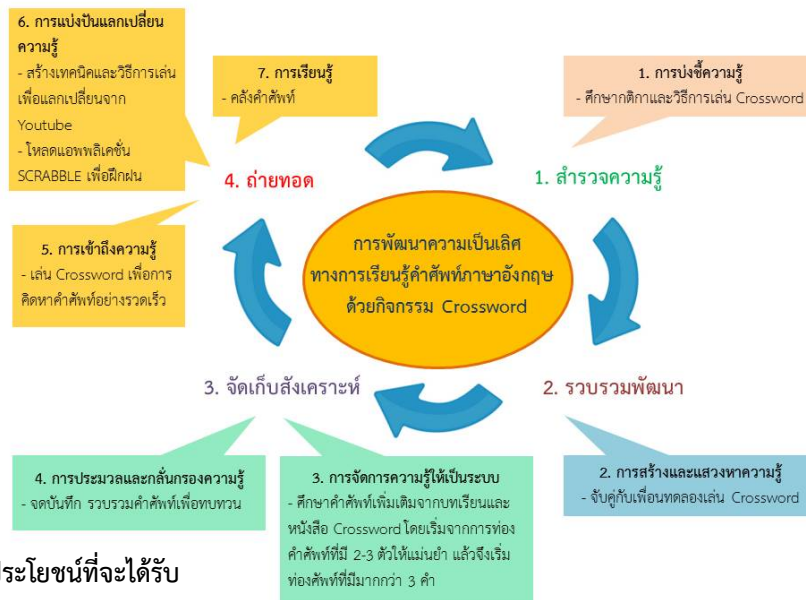 6. การแบ่งปันแลกเปลี่ยน
ความรู้
- สร้างเทคนิคและวิธีการเล่น
เพื่อแลกเปลี่ยนจาก
Youtube
- โหลดแอพพลิเคชั่น
SCRABBLE เพื่อฝึกฝน
7. การเรียนรู้
- คลังคำศัพท์
1. การบ่งชี้ความรู้
- ศึกษากติกาและวิธีการเล่น Crossword
4. ถ่ายทอด
1. สำรวจความรู้
5. การเข้าถึงความรู้
- เล่น Crossword เพื่อการ
คิดหาคำศัพท์อย่างรวดเร็ว
การพัฒนาความเป็นเลิศ
ทางการเรียนรู้คำศัพท์ภาษาอังกฤษ
ด้วยกิจกรรม Crossword
3. จัดเก็บสังเคราะห์
2. รวบรวมพัฒนา
4. การประมวลและกลั่นกรองความรู้
- จดบันทึก รวบรวมคำศัพท์เพื่อทบทวน
3. การจัดการความรู้ให้เป็นระบบ
- ศึกษาคำศัพท์เพิ่มเติมจากบทเรียนและ
หนังสือ Crossword โดยเริ่มจากการท่อง
คำศัพท์ที่มี 2-3 ตัวให้แม่นยำ แล้วจึงเริ่ม
ท่องศัพท์ที่มีมากกว่า 3 คำ
2. การสร้างและแสวงหาความรู้
- จับคู่กับเพื่อนทดลองเล่น Crossword
ประโยชน์ที่จะได้รับ